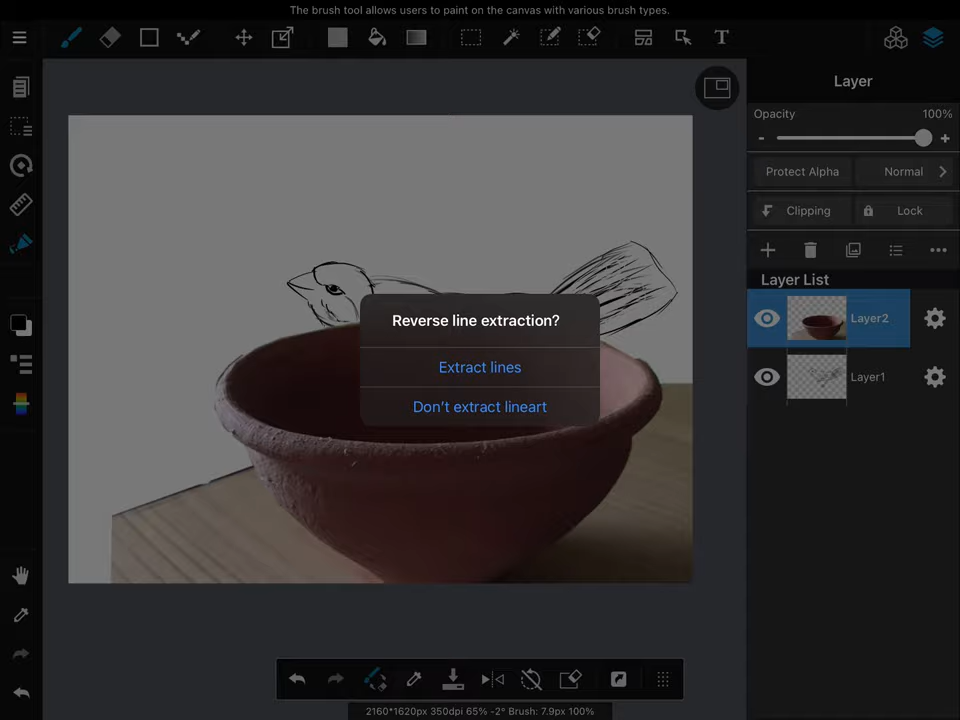 The brush tool allows users to paint on the canvas with various brush types.
T
Layer
Opacity 100%
- +
Protect Alpha Normal
Clipping Lock
Layer List
Layer2
Layer1
Reverse line extraction?
Extract lines
Don’t extract lineart
2160*1620px 350dpi 65% -2° Brush: 7.9px 100%